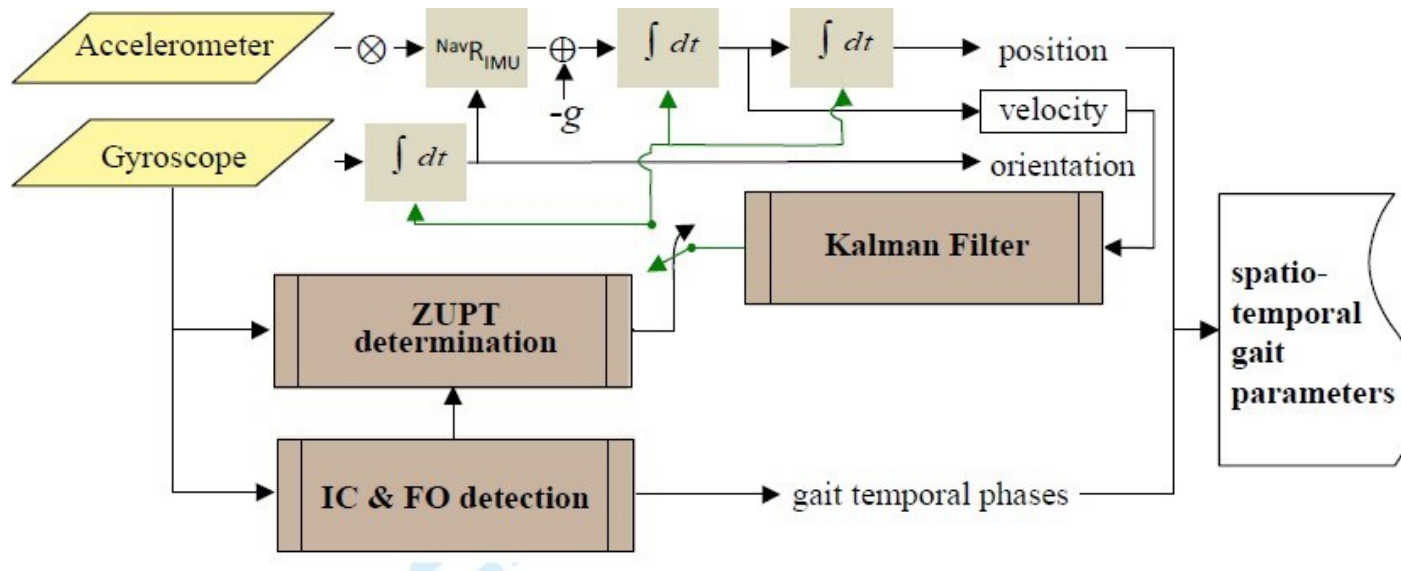 Accelerometer
⊗
NavR_IMU
⊕
-g
∫ dt
∫ dt
position
velocity
Gyroscope
∫ dt
orientation
Kalman Filter
ZUPT
determination
spatio-
temporal
gait
parameters
IC & FO detection
gait temporal phases